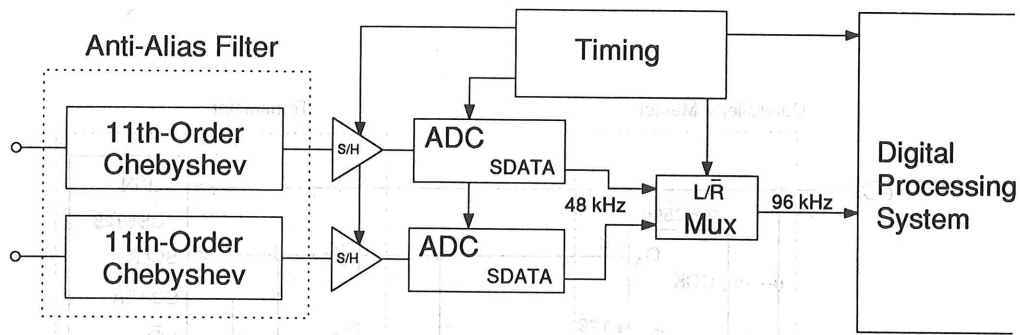 Anti-Alias Filter
Timing
11th-Order
Chebyshev
S/H
ADC
SDATA
48 kHz
L/R̅
Mux
96 kHz
Digital
Processing
System
11th-Order
Chebyshev
S/H
ADC
SDATA